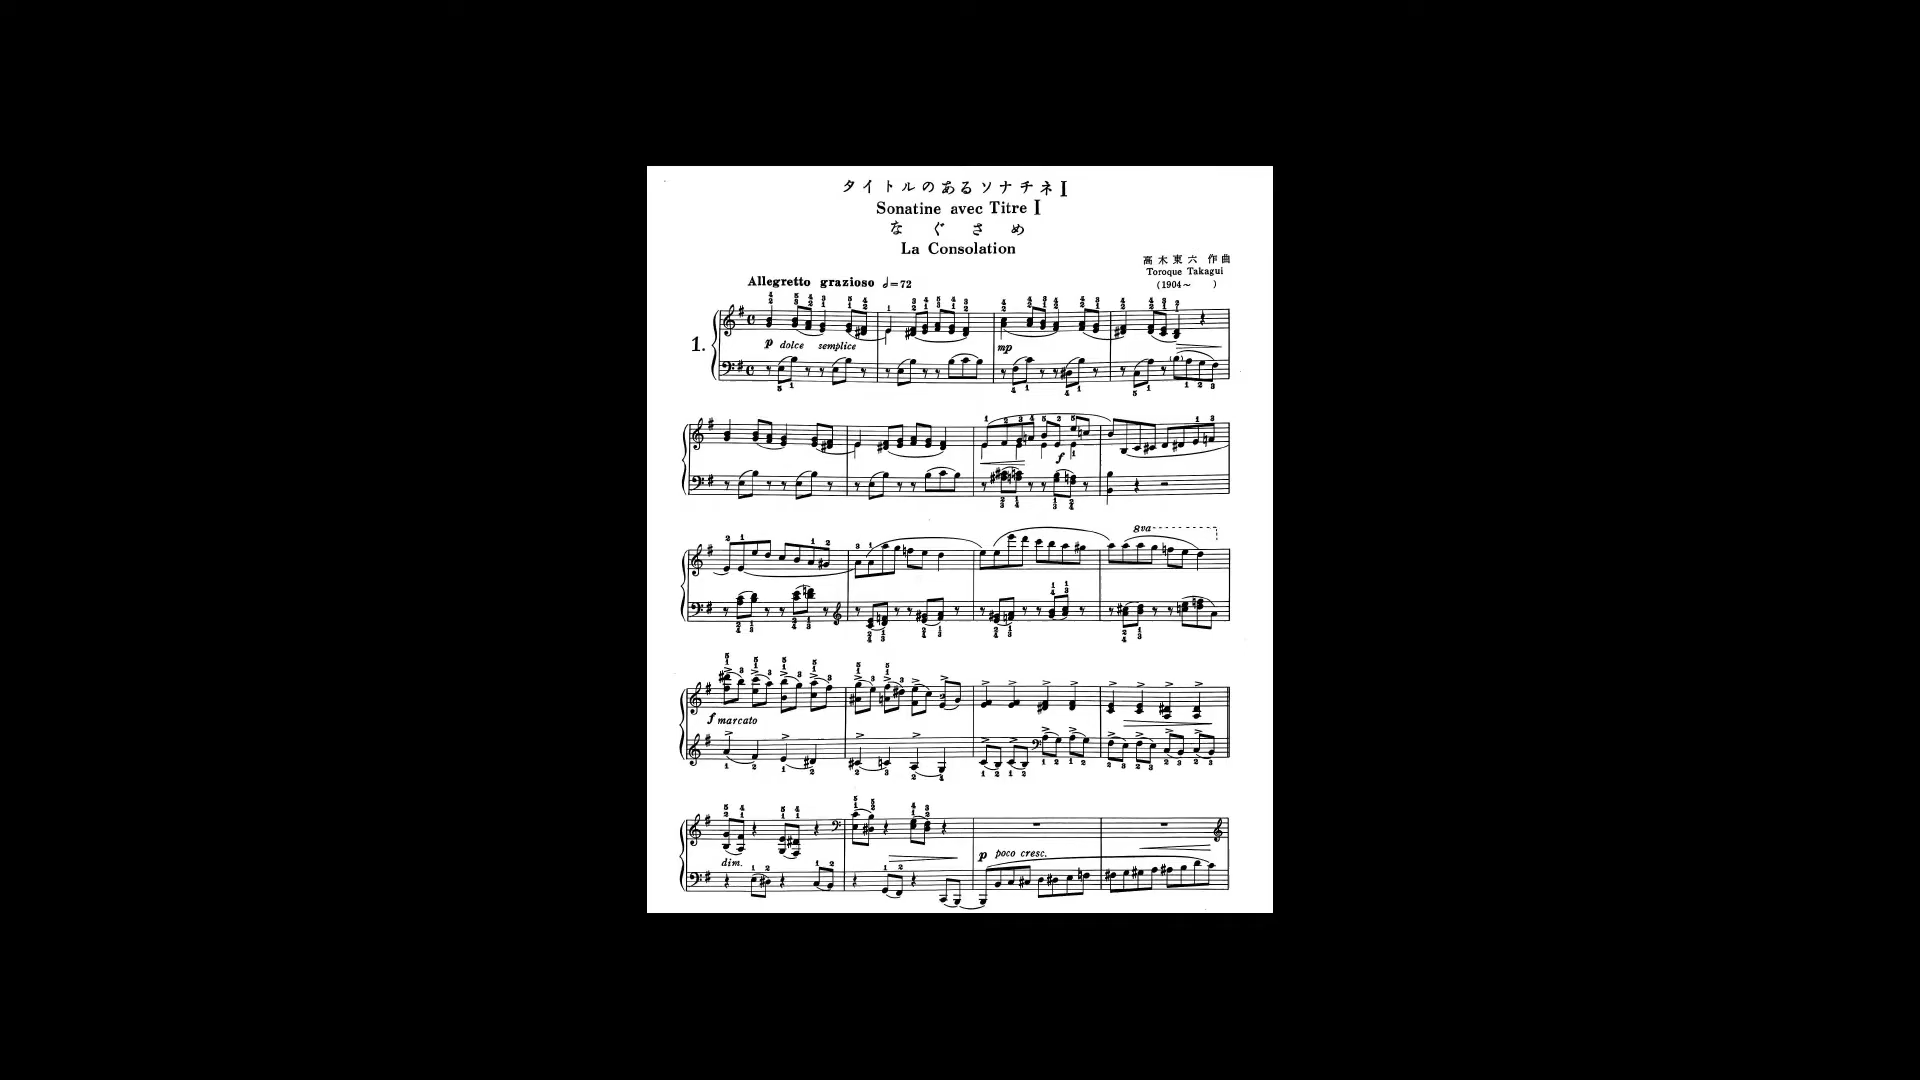 タイトルのあるソナチネ I
Sonatine avec Titre I
なぐさめ
La Consolation
高木東六 作曲
Toroque Takagui
(1904~ )
Allegretto grazioso 𝅗𝅥=72
1.
p dolce semplice
mp
f
8va
f marcato
dim.
p poco cresc.